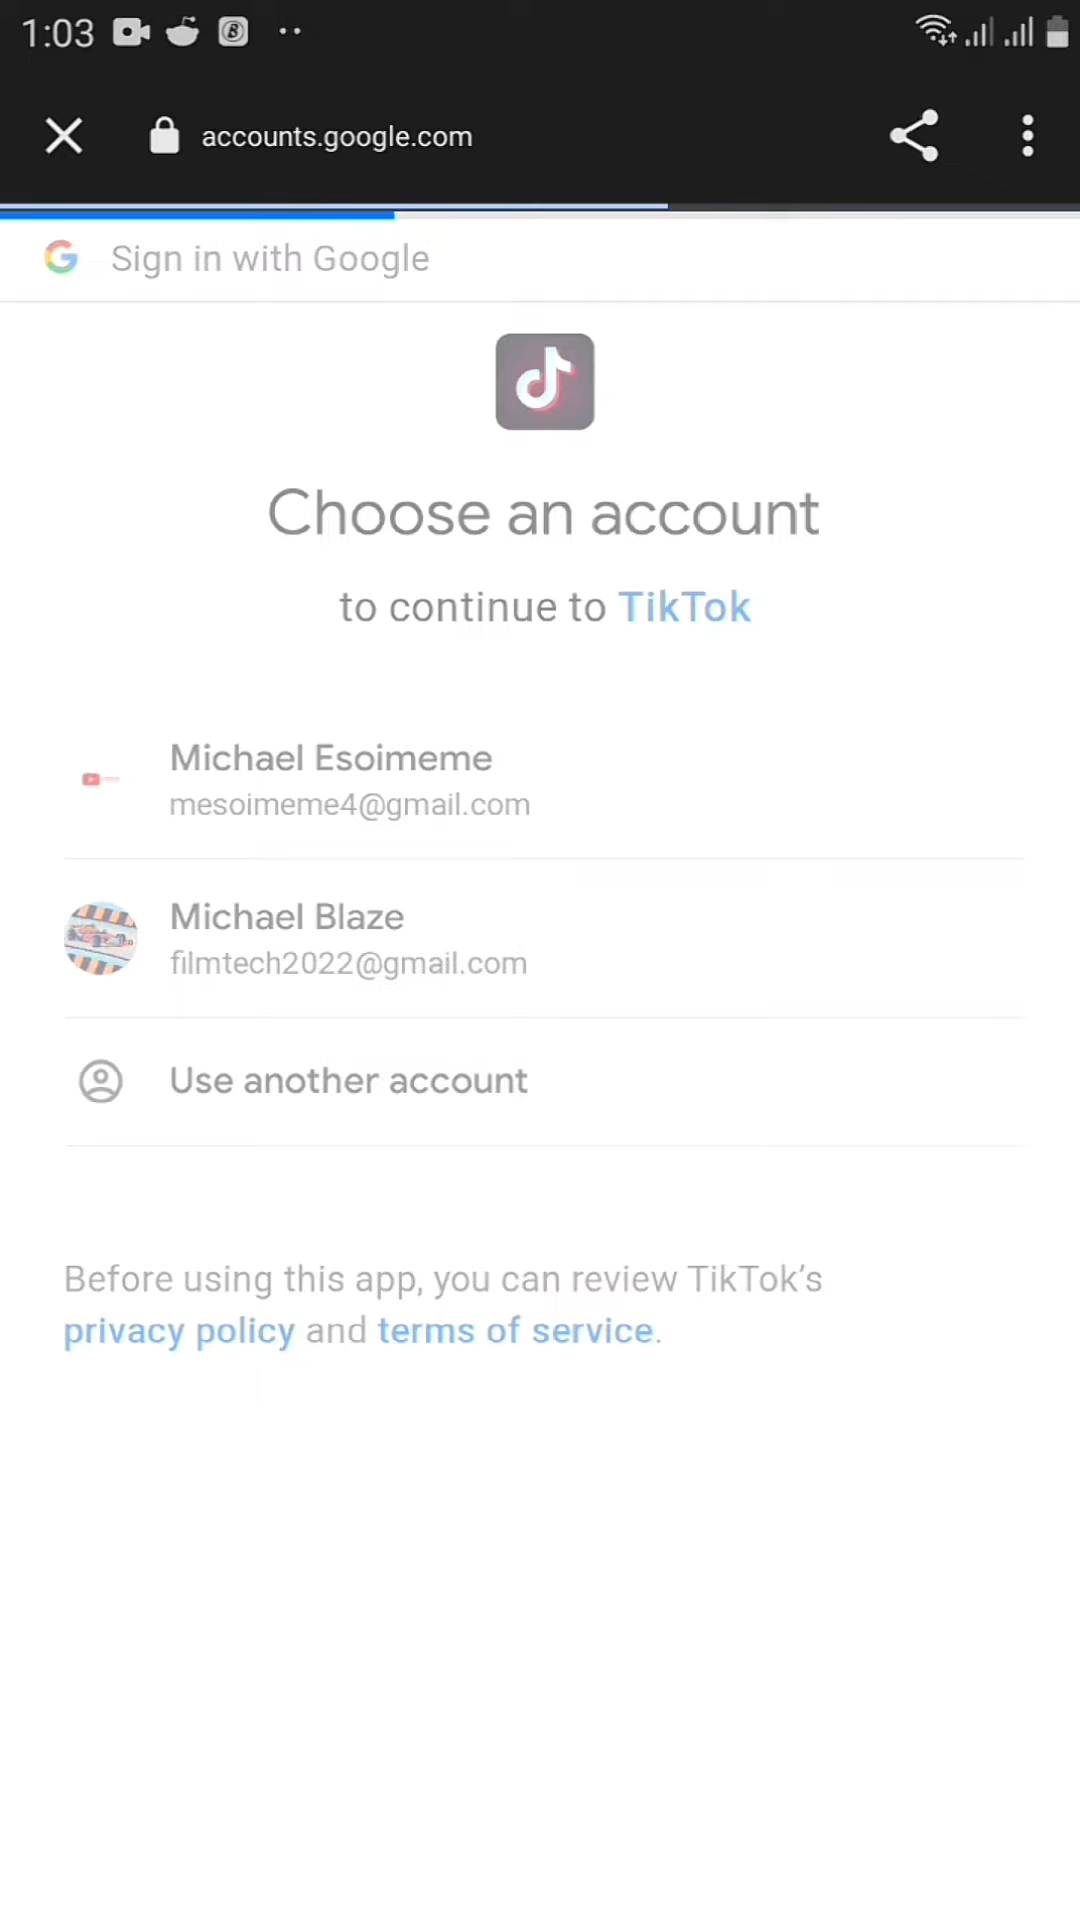 1:03
accounts.google.com
Sign in with Google
Choose an account
to continue to TikTok
Michael Esoimeme
mesoimeme4@gmail.com
Michael Blaze
filmtech2022@gmail.com
Use another account
Before using this app, you can review TikTok’s
privacy policy and terms of service.